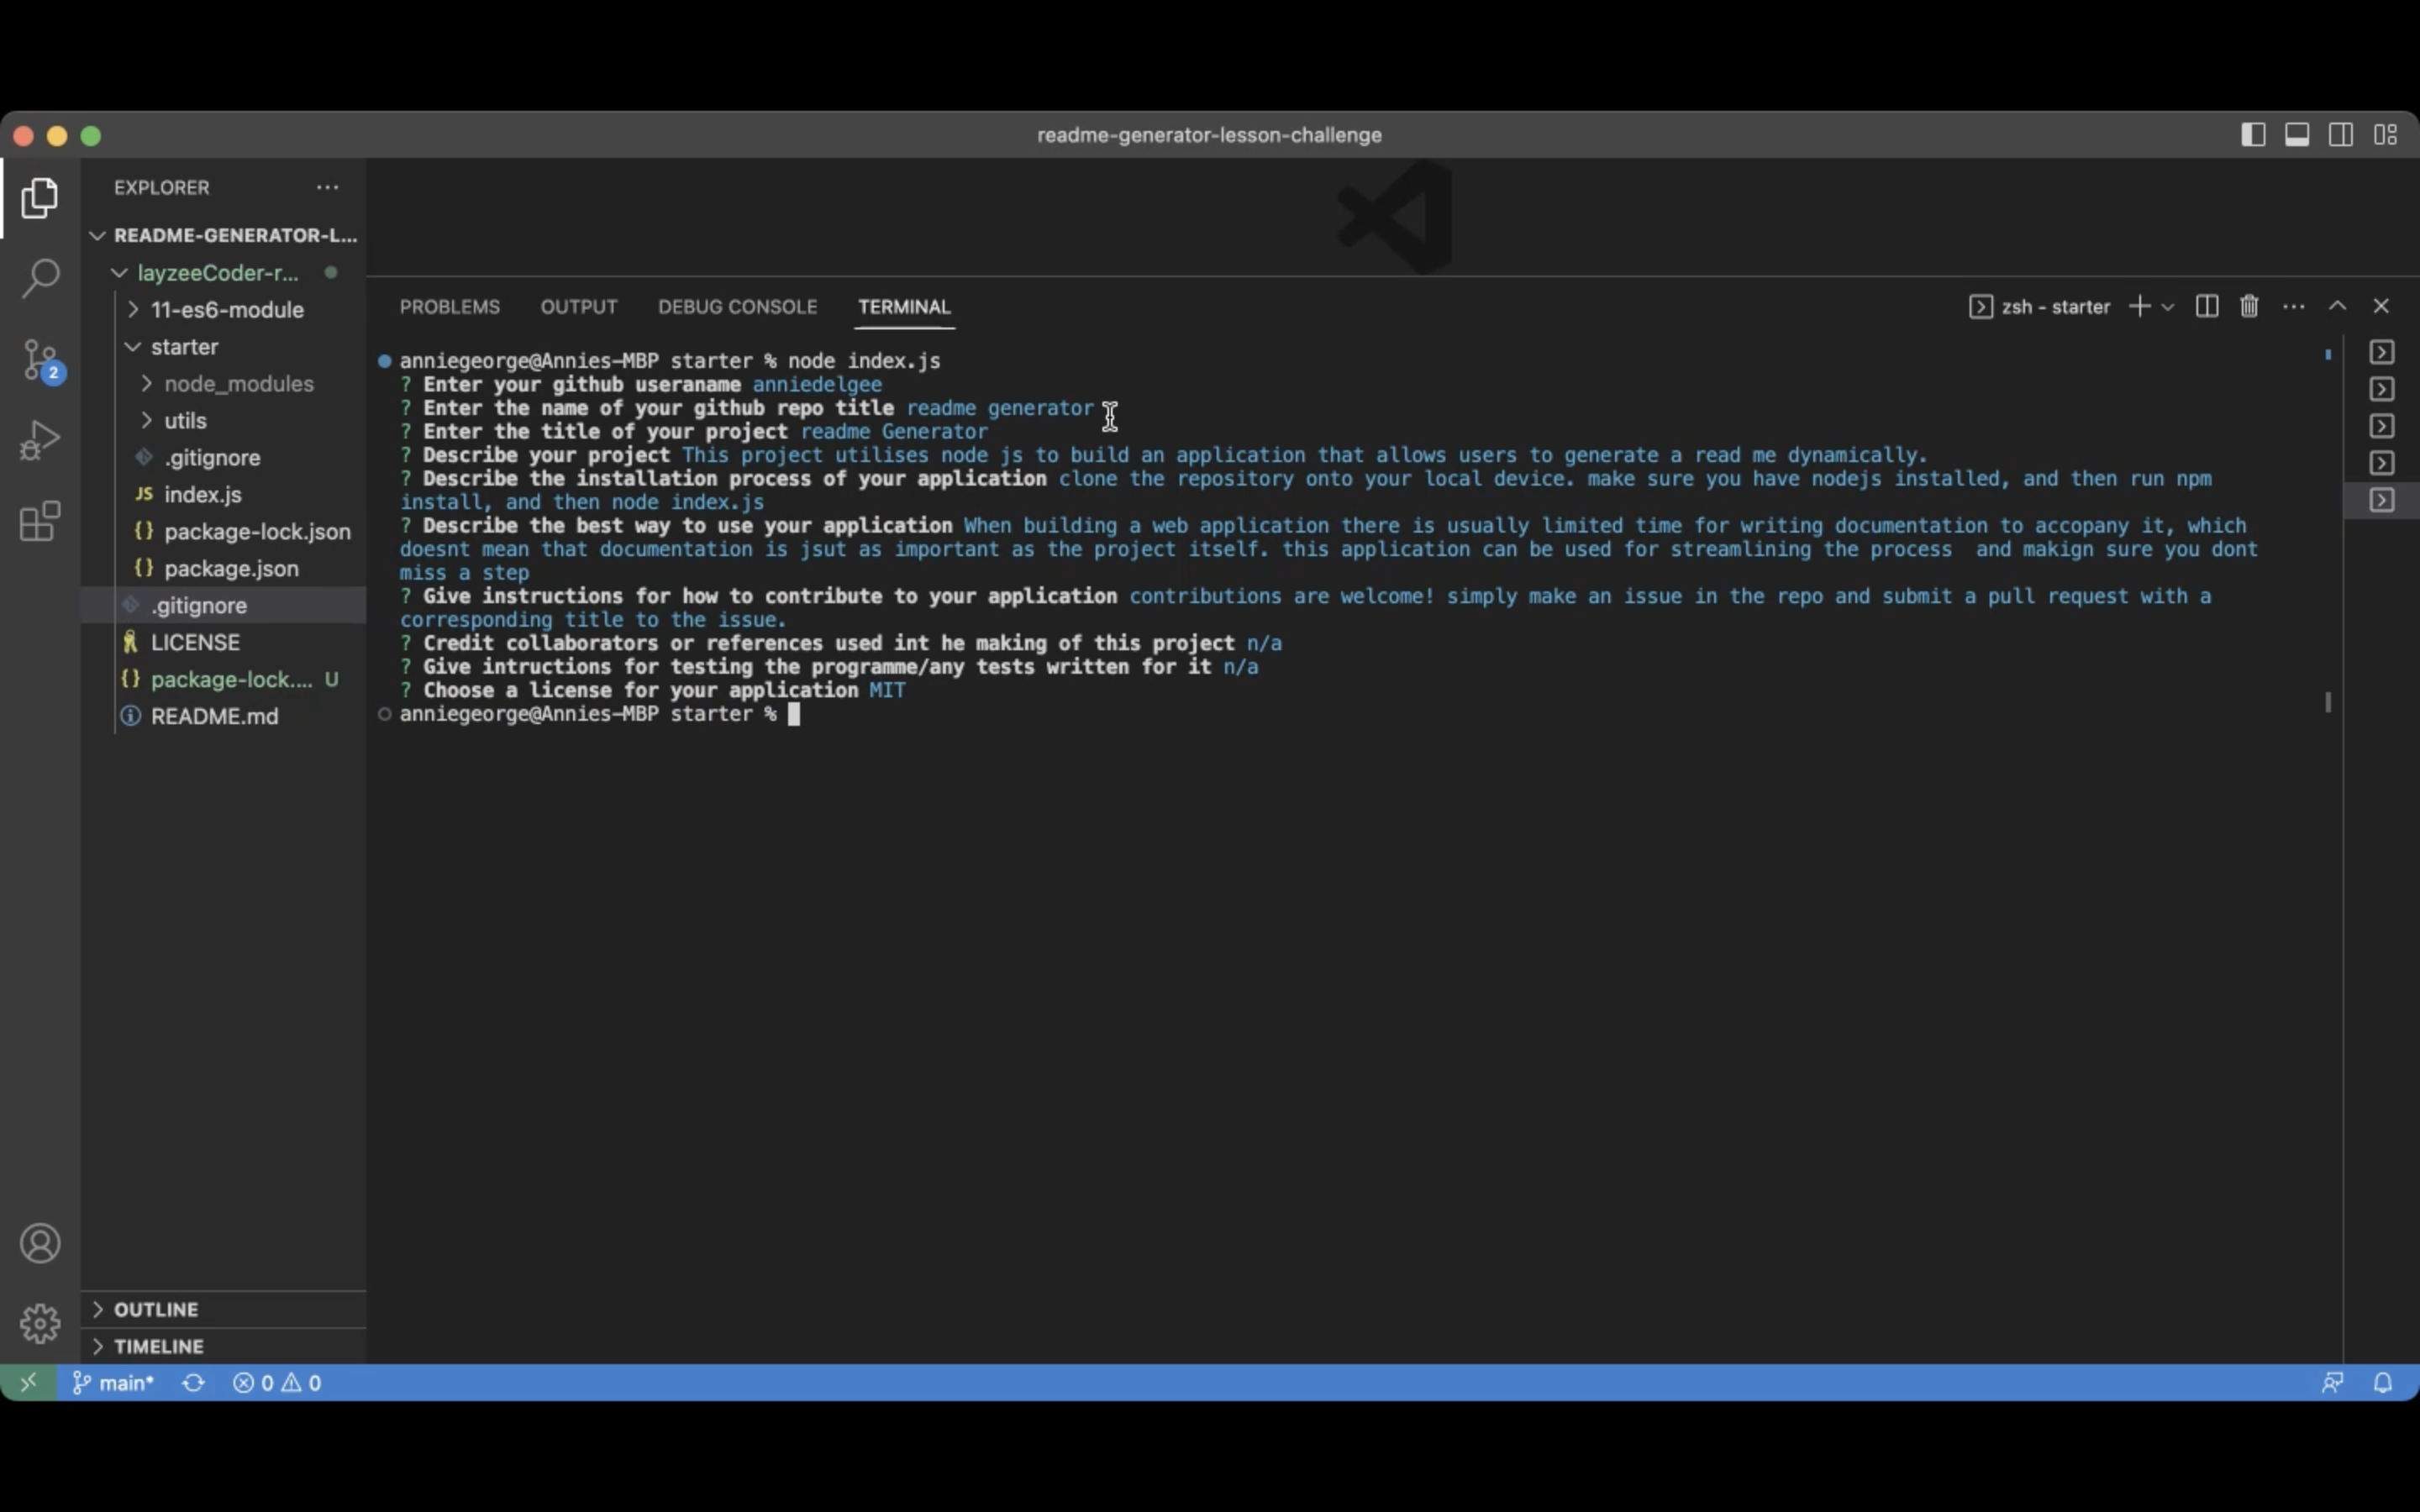 readme-generator-lesson-challenge
EXPLORER
README-GENERATOR-L...
layzeeCoder-r...
11-es6-module
starter
node_modules
utils
.gitignore
JS index.js
{} package-lock.json
{} package.json
.gitignore
LICENSE
{} package-lock.... U
README.md
OUTLINE
TIMELINE
2
PROBLEMS OUTPUT DEBUG CONSOLE TERMINAL
zsh - starter
anniegeorge@Annies-MBP starter % node index.js
? Enter your github useraname anniedelgee
? Enter the name of your github repo title readme generator
? Enter the title of your project readme Generator
? Describe your project This project utilises node js to build an application that allows users to generate a read me dynamically.
? Describe the installation process of your application clone the repository onto your local device. make sure you have nodejs installed, and then run npm
install, and then node index.js
? Describe the best way to use your application When building a web application there is usually limited time for writing documentation to accopany it, which
doesnt mean that documentation is jsut as important as the project itself. this application can be used for streamlining the process  and makign sure you dont
miss a step
? Give instructions for how to contribute to your application contributions are welcome! simply make an issue in the repo and submit a pull request with a
corresponding title to the issue.
? Credit collaborators or references used int he making of this project n/a
? Give intructions for testing the programme/any tests written for it n/a
? Choose a license for your application MIT
anniegeorge@Annies-MBP starter %
main* 0 0